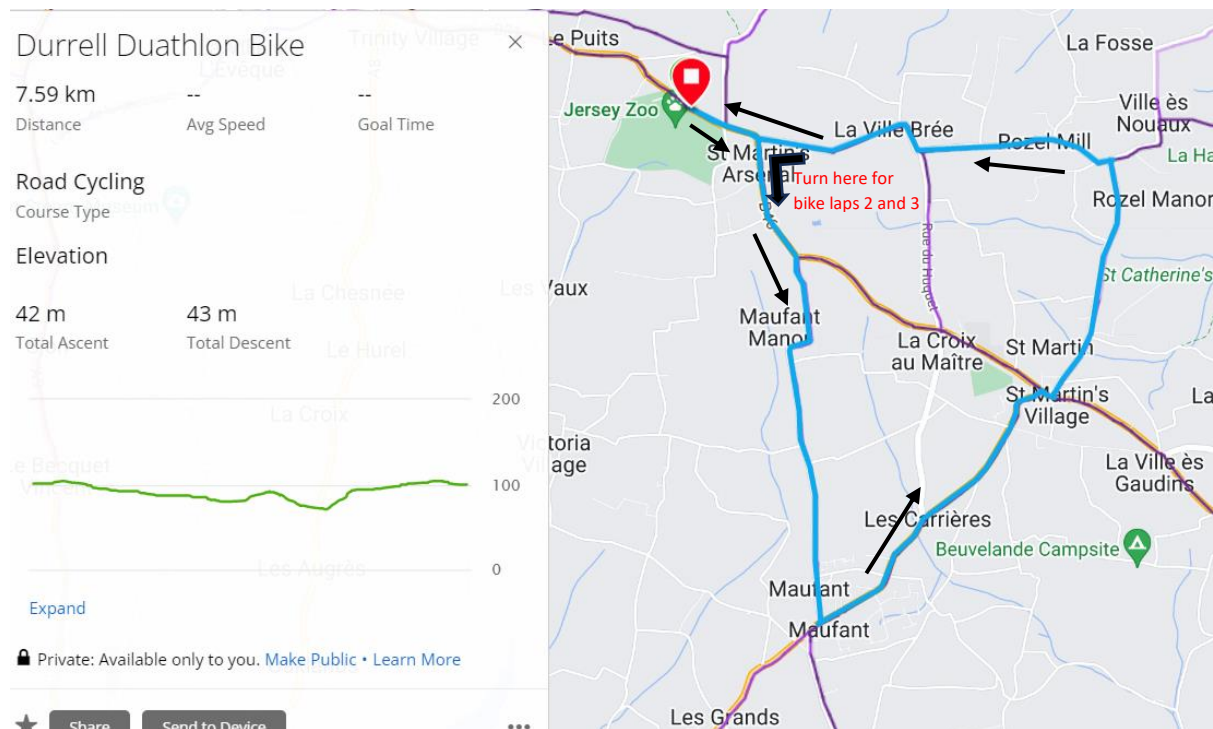 Durrell Duathlon Bike
×
7.59 km
--
--
Distance
Avg Speed
Goal Time
Road Cycling
Course Type
Elevation
42 m
43 m
Total Ascent
Total Descent
200
100
0
Expand
Private: Available only to you. Make Public • Learn More
Share
Send to Device
Trinity Village
L'Évêque
La Chesnée
Le Hurel
La Croix
Le Becquet
Vincent
Les Augrès
Les Vaux
Victoria
Village
Le Puits
La Fosse
Jersey Zoo
La Ville Brée
Ville ès
Nouaux
Rozel Mill
La Ha
St Martin's
Arsenal
Turn here for
bike laps 2 and 3
B46
Rozel Manor
Rue du Huquet
St Catherine's
Maufant
Manor
La Croix
au Maître
St Martin
St Martin's
Village
La
La Ville ès
Gaudins
Les Carrières
Beuvelande Campsite
Maufant
Maufant
Les Grands